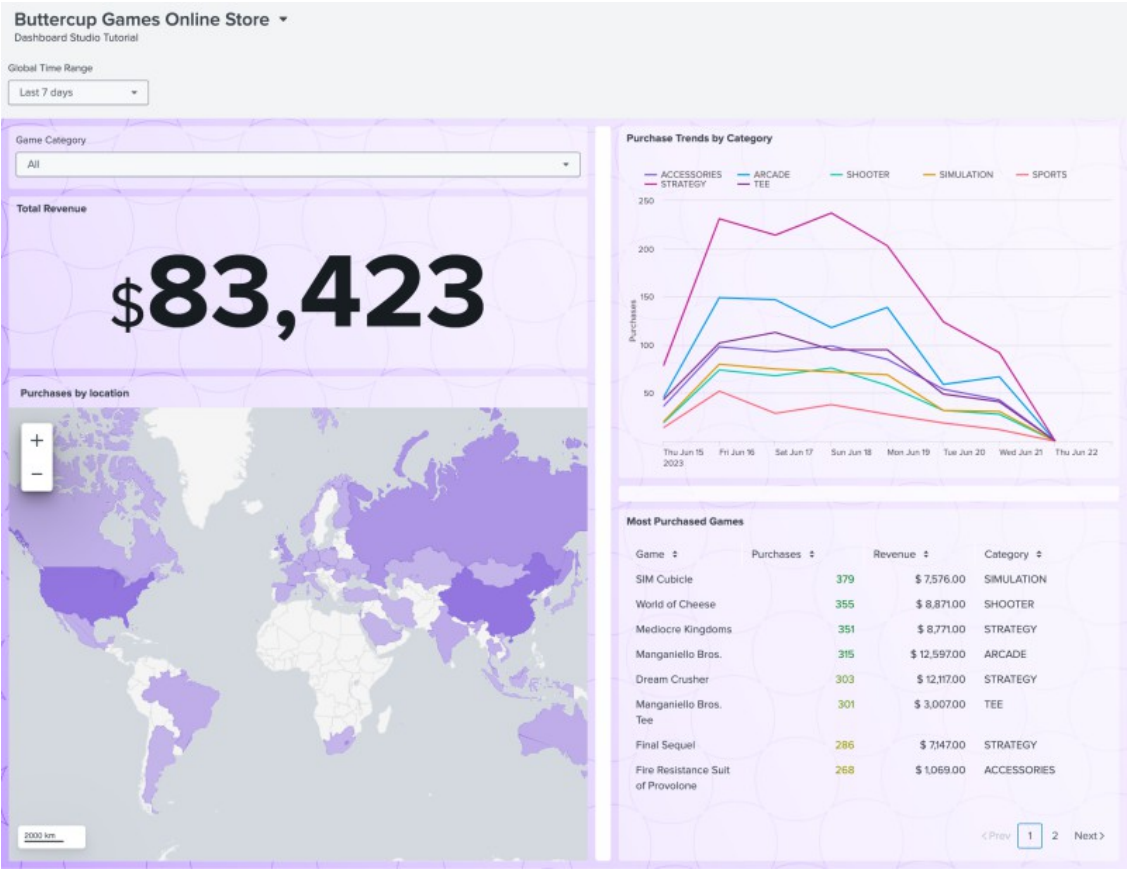 Buttercup Games Online Store
Dashboard Studio Tutorial
Global Time Range
Last 7 days
Game Category
All
Total Revenue
$83,423
Purchases by location
+
−
2000 km
Purchase Trends by Category
ACCESSORIES ARCADE SHOOTER SIMULATION SPORTS
STRATEGY TEE
250
200
150
100
50
Purchases
Thu Jun 15 Fri Jun 16 Sat Jun 17 Sun Jun 18 Mon Jun 19 Tue Jun 20 Wed Jun 21 Thu Jun 22
2023
Most Purchased Games
Game Purchases Revenue Category
SIM Cubicle 379 $ 7,576.00 SIMULATION
World of Cheese 355 $ 8,871.00 SHOOTER
Mediocre Kingdoms 351 $ 8,771.00 STRATEGY
Manganiello Bros. 315 $ 12,597.00 ARCADE
Dream Crusher 303 $ 12,117.00 STRATEGY
Manganiello Bros. 301 $ 3,007.00 TEE
Tee
Final Sequel 286 $ 7,147.00 STRATEGY
Fire Resistance Suit 268 $ 1,069.00 ACCESSORIES
of Provolone
< Prev 1 2 Next >